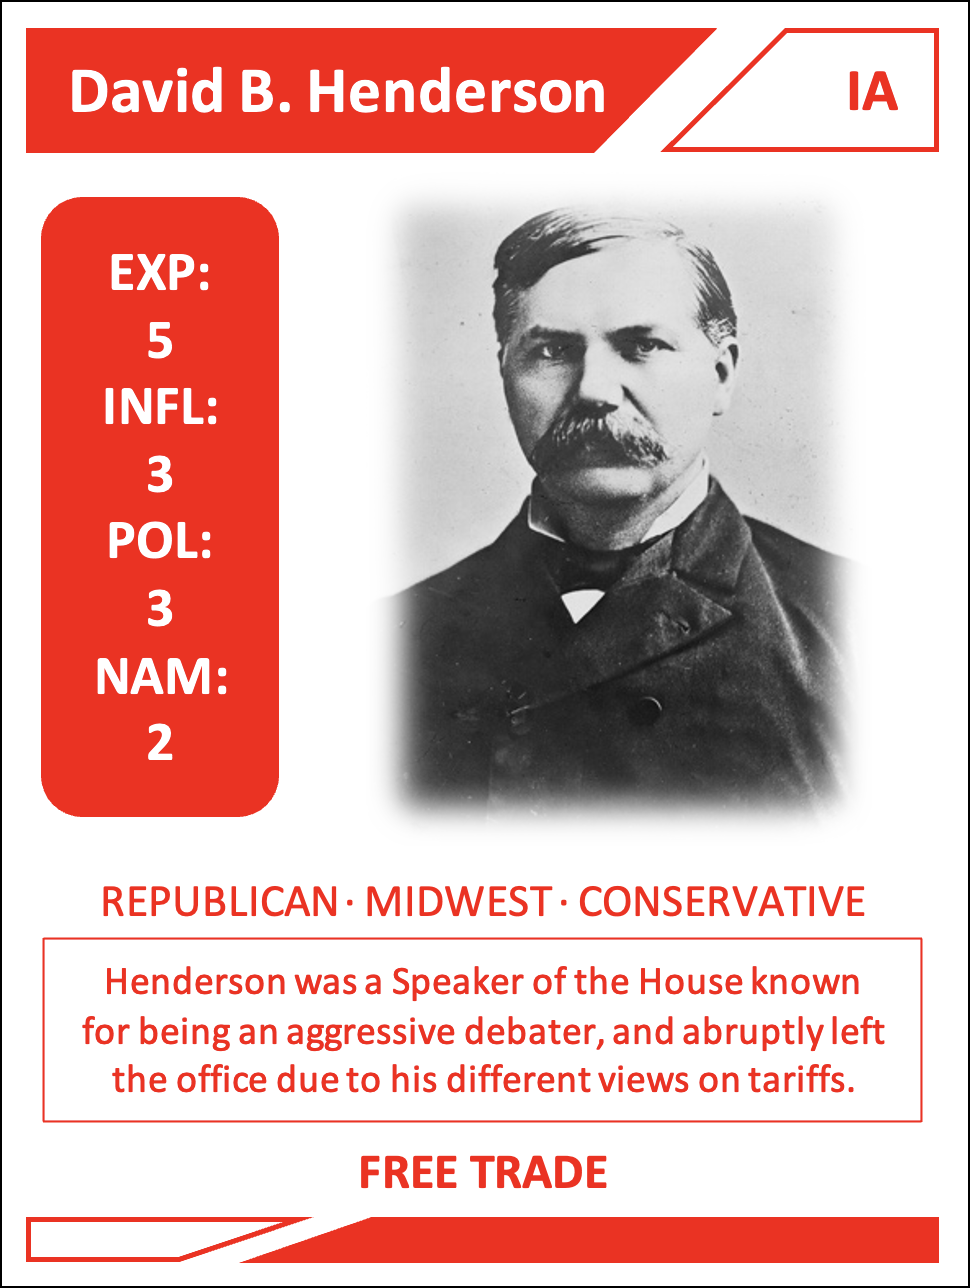 David B. Henderson
IA
EXP:
5
INFL:
3
POL:
3
NAM:
2
REPUBLICAN · MIDWEST · CONSERVATIVE
Henderson was a Speaker of the House known
for being an aggressive debater, and abruptly left
the office due to his different views on tariffs.
FREE TRADE